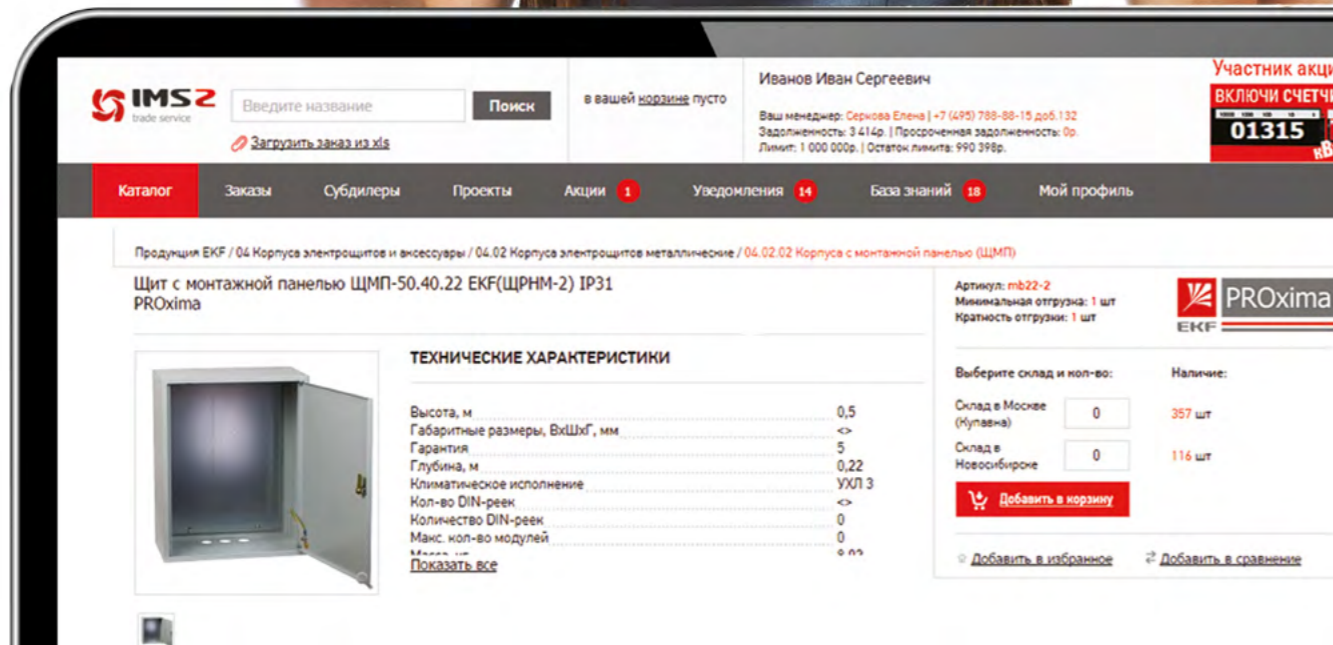 IMS2
trade service
Введите название
Поиск
Загрузить заказ из xls
в вашей корзине пусто
Иванов Иван Сергеевич
Ваш менеджер: Серкова Елена | +7 (495) 788-88-15 доб.132
Задолженность: 3 414р. | Просроченная задолженность: 0р.
Лимит: 1 000 000р. | Остаток лимита: 990 398р.
Участник акци
ВКЛЮЧИ СЧЕТЧИ
01315
кВ
Каталог Заказы Субдилеры Проекты Акции 1 Уведомления 14 База знаний 18 Мой профиль
Продукция EKF / 04 Корпуса электрощитов и аксессуары / 04.02 Корпуса электрощитов металлические / 04.02.02 Корпуса с монтажной панелью (ЩМП)
Щит с монтажной панелью ЩМП-50.40.22 EKF(ЩРНМ-2) IP31
PROxima
ТЕХНИЧЕСКИЕ ХАРАКТЕРИСТИКИ
Высота, м 0,5
Габаритные размеры, ВхШхГ, мм <>
Гарантия 5
Глубина, м 0,22
Климатическое исполнение УХЛ 3
Кол-во DIN-реек <>
Количество DIN-реек 0
Макс. кол-во модулей 0
Показать все
Артикул: mb22-2
Минимальная отгрузка: 1 шт
Кратность отгрузки: 1 шт
PROxima
EKF
Выберите склад и кол-во: Наличие:
Склад в Москве
(Купавна) 0 357 шт
Склад в
Новосибирске 0 116 шт
Добавить в корзину
Добавить в избранное Добавить в сравнение